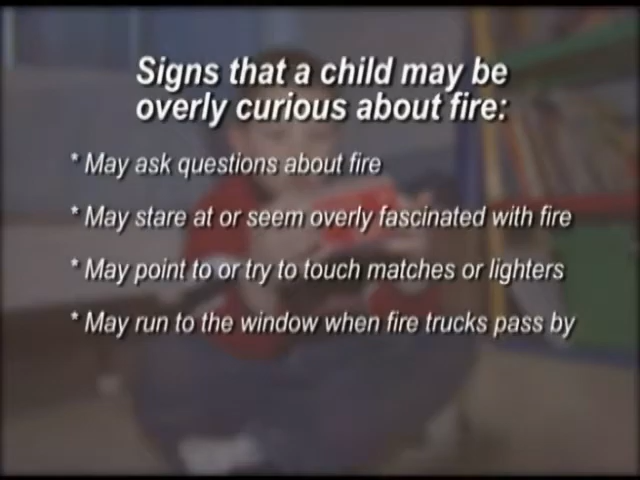 Signs that a child may be
overly curious about fire:
* May ask questions about fire
* May stare at or seem overly fascinated with fire
* May point to or try to touch matches or lighters
* May run to the window when fire trucks pass by